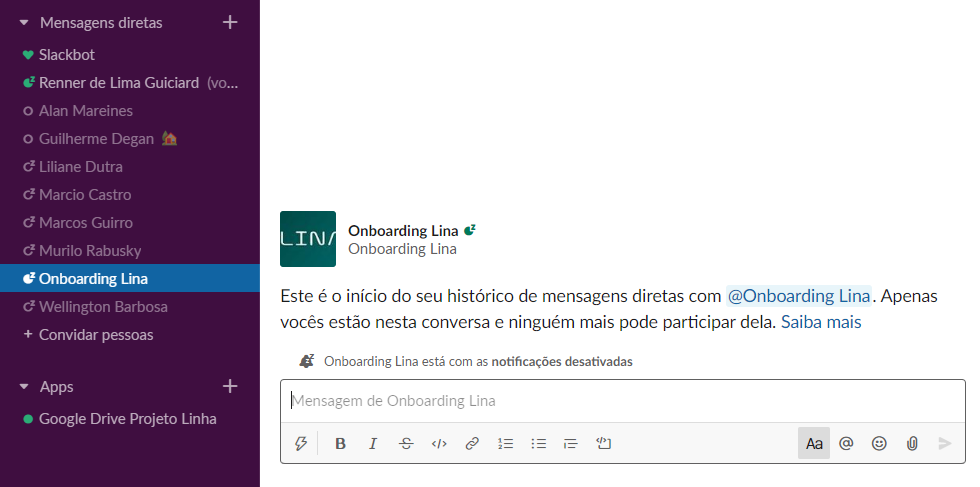 Mensagens diretas
Slackbot
Renner de Lima Guiciard (vo...
Alan Mareines
Guilherme Degan
Liliane Dutra
Marcio Castro
Marcos Guirro
Murilo Rabusky
Onboarding Lina
Wellington Barbosa
+ Convidar pessoas
Apps
Google Drive Projeto Linha
LINA
Onboarding Lina
Onboarding Lina
Este é o início do seu histórico de mensagens diretas com @Onboarding Lina. Apenas
vocês estão nesta conversa e ninguém mais pode participar dela. Saiba mais
Onboarding Lina está com as notificações desativadas
Mensagem de Onboarding Lina
B I S </> Aa @